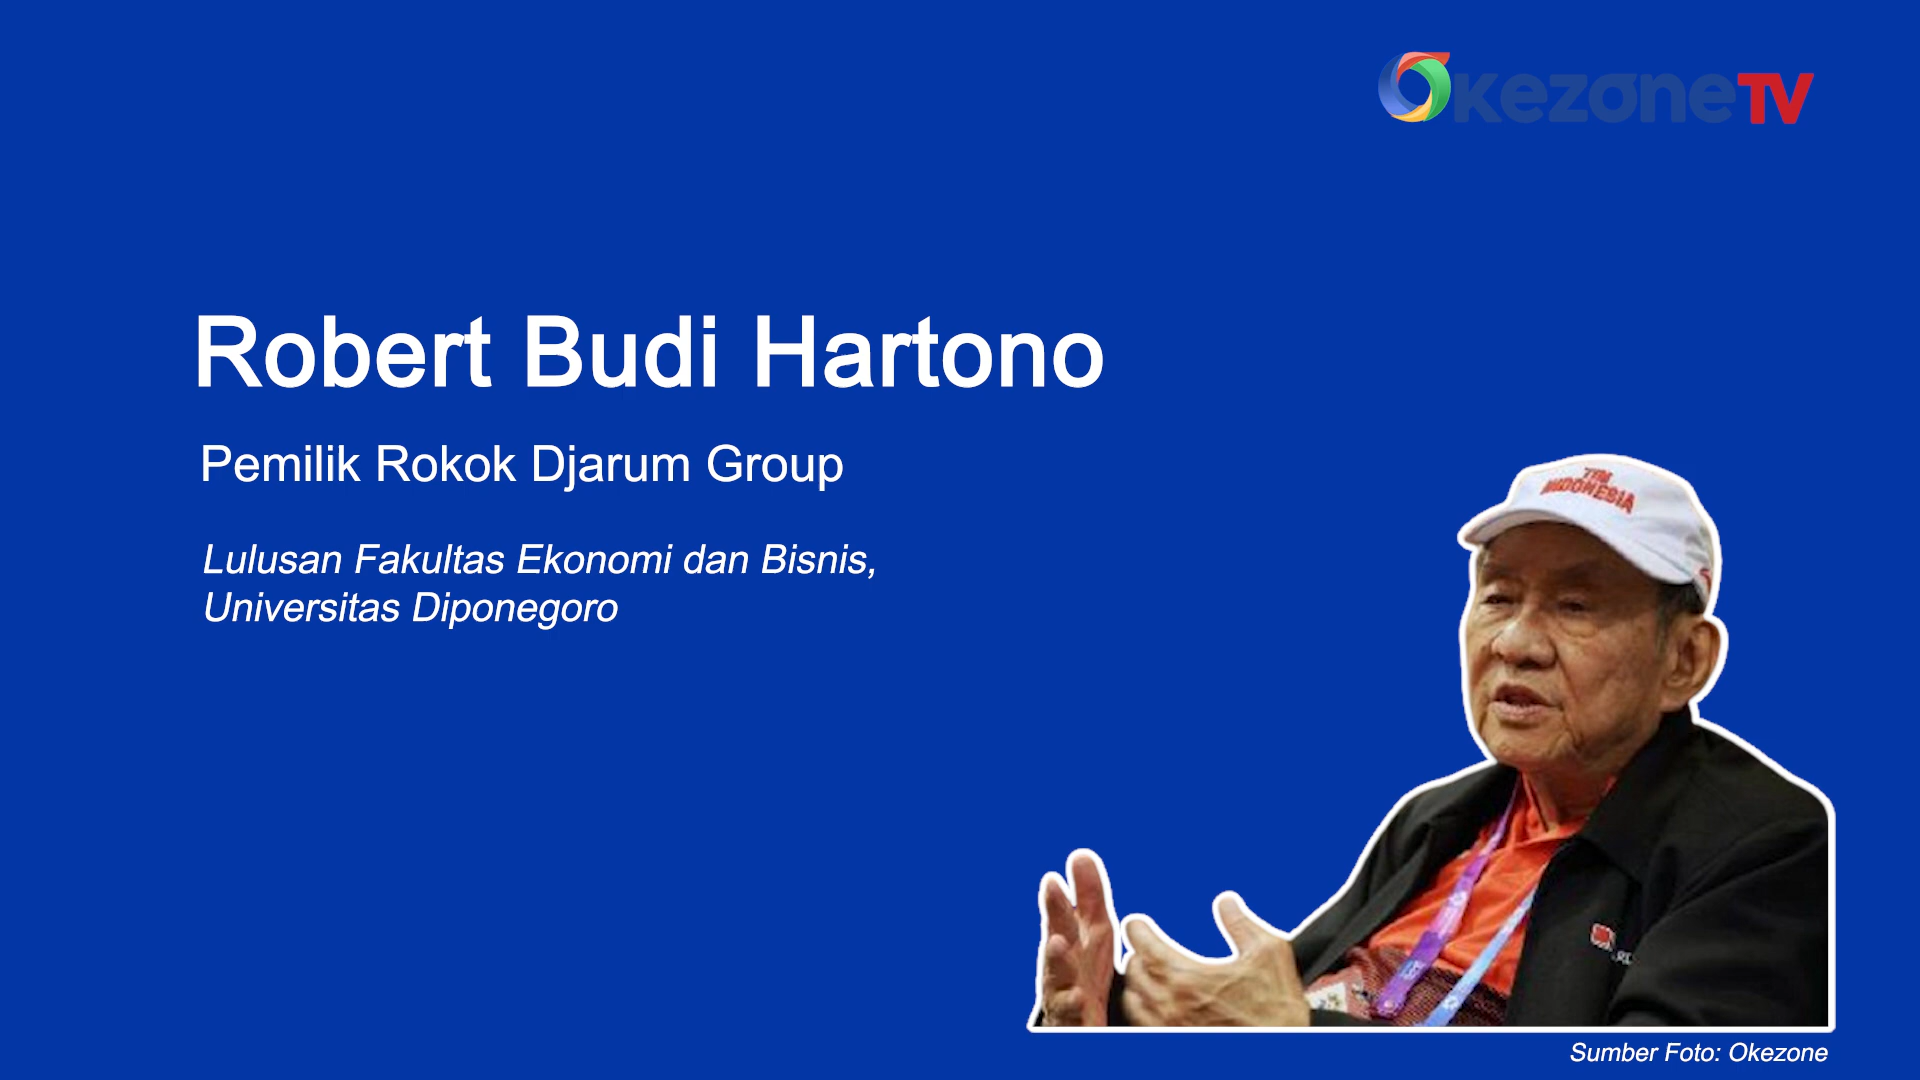 OkezoneTV
Robert Budi Hartono
Pemilik Rokok Djarum Group
Lulusan Fakultas Ekonomi dan Bisnis,
Universitas Diponegoro
TIM
INDONESIA
Sumber Foto: Okezone